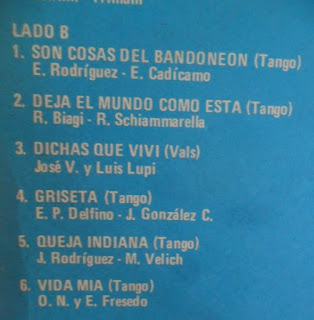 LADO B
1. SON COSAS DEL BANDONEON (Tango)
E. Rodríguez - E. Cadícamo
2. DEJA EL MUNDO COMO ESTA (Tango)
R. Biagi - R. Schiammarella
3. DICHAS QUE VIVI (Vals)
José V. y Luis Lupi
4. GRISETA (Tango)
E. P. Delfino - J. González C.
5. QUEJA INDIANA (Tango)
J. Rodríguez - M. Velich
6. VIDA MIA (Tango)
O. N. y E. Fresedo